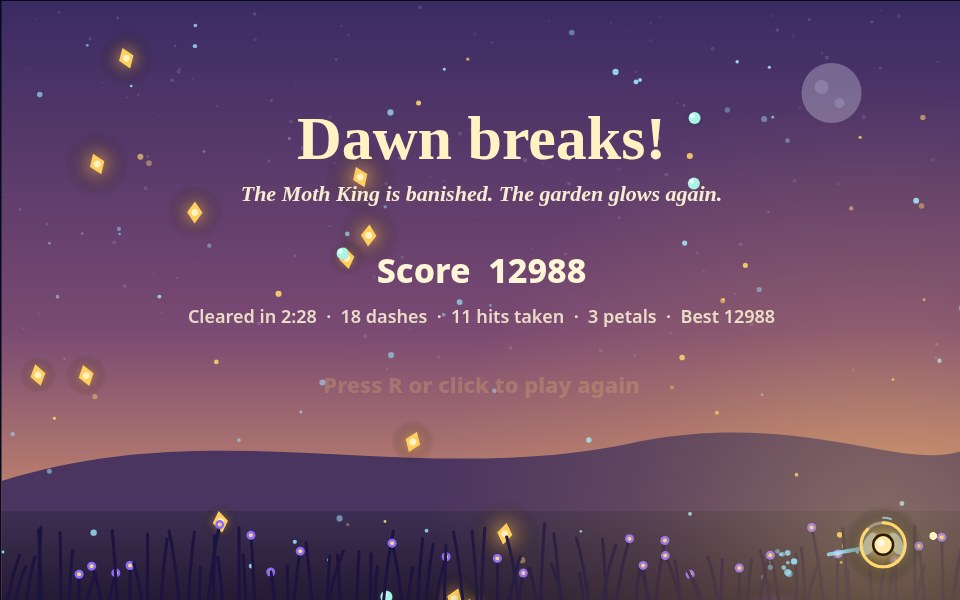 Dawn breaks!
The Moth King is banished. The garden glows again.
Score 12988
Cleared in 2:28 · 18 dashes · 11 hits taken · 3 petals · Best 12988
Press R or click to play again